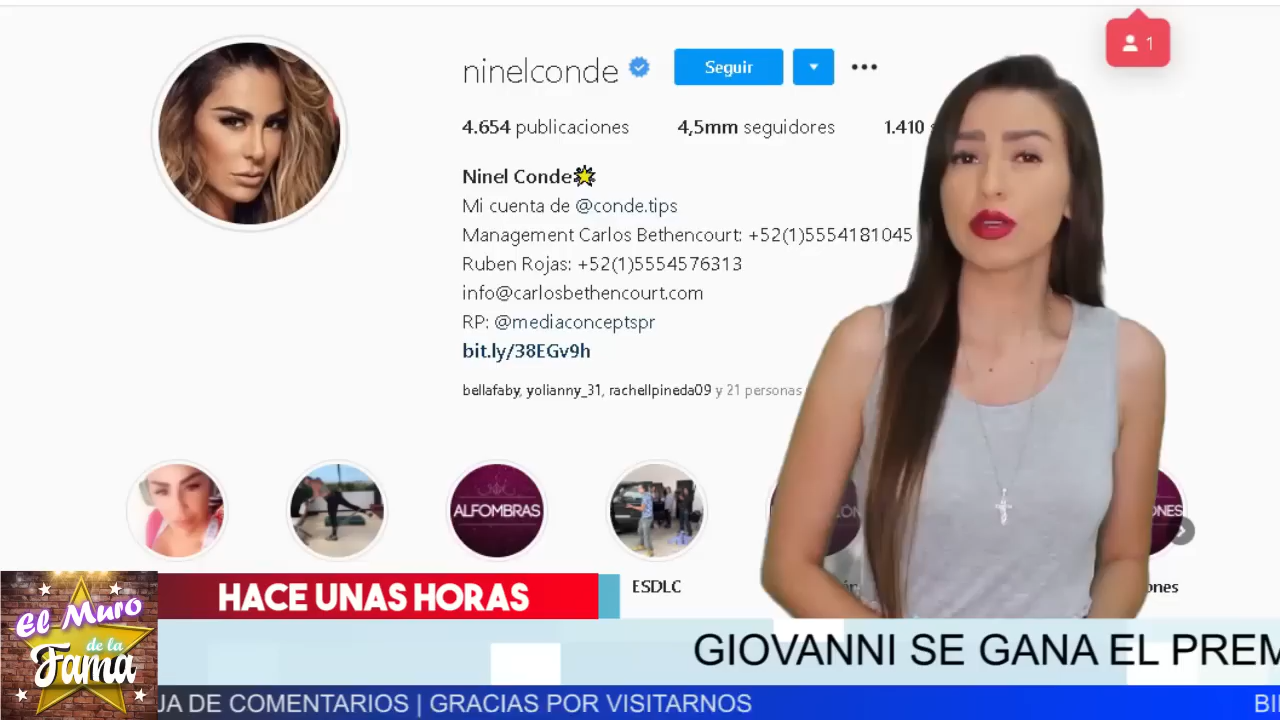 1
ninelconde
Seguir
4.654 publicaciones 4,5mm seguidores 1.410
Ninel Conde
Mi cuenta de @conde.tips
Management Carlos Bethencourt: +52(1)5554181045
Ruben Rojas: +52(1)5554576313
info@carlosbethencourt.com
RP: @mediaconceptspr
bit.ly/38EGv9h
bellafaby, yolianny_31, rachellpineda09 y 21 personas
ALFOMBRAS
ESDLC
HACE UNAS HORAS
El Muro
de la
Fama
GIOVANNI SE GANA EL PREM
JA DE COMENTARIOS | GRACIAS POR VISITARNOS BI